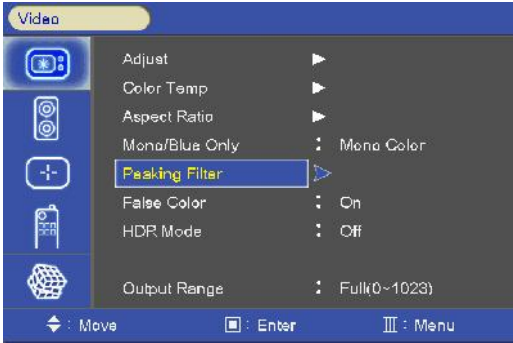 Video
Adjust
Color Temp
Aspect Ratio
Mono/Blue Only : Mono Color
Peaking Filter
False Color : On
HDR Mode : Off
Output Range : Full(0~1023)
: Move : Enter : Menu